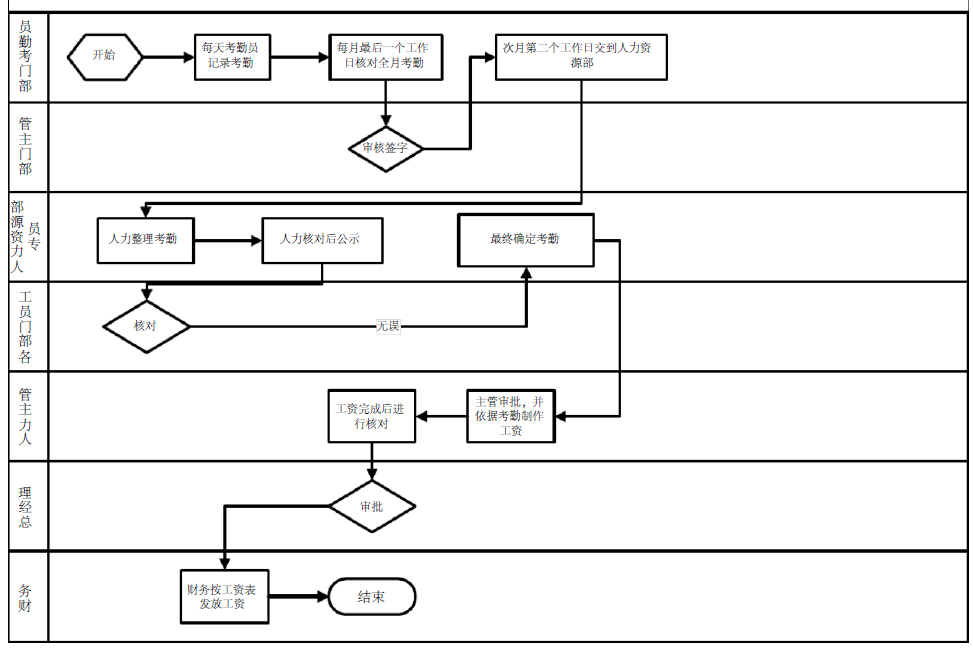 员
勤
考
门
部
开始
每天考勤员
记录考勤
每月最后一个工作
日核对全月考勤
次月第二个工作日交到人力资
源部
管
主
门
部
审核签字
部
源
资
力
人
员
专
人力整理考勤
人力核对后公示
最终确定考勤
工
员
门
部
各
核对
无误
管
主
力
人
工资完成后进
行核对
主管审批，并
依据考勤制作
工资
理
经
总
审批
务
财
财务按工资表
发放工资
结束